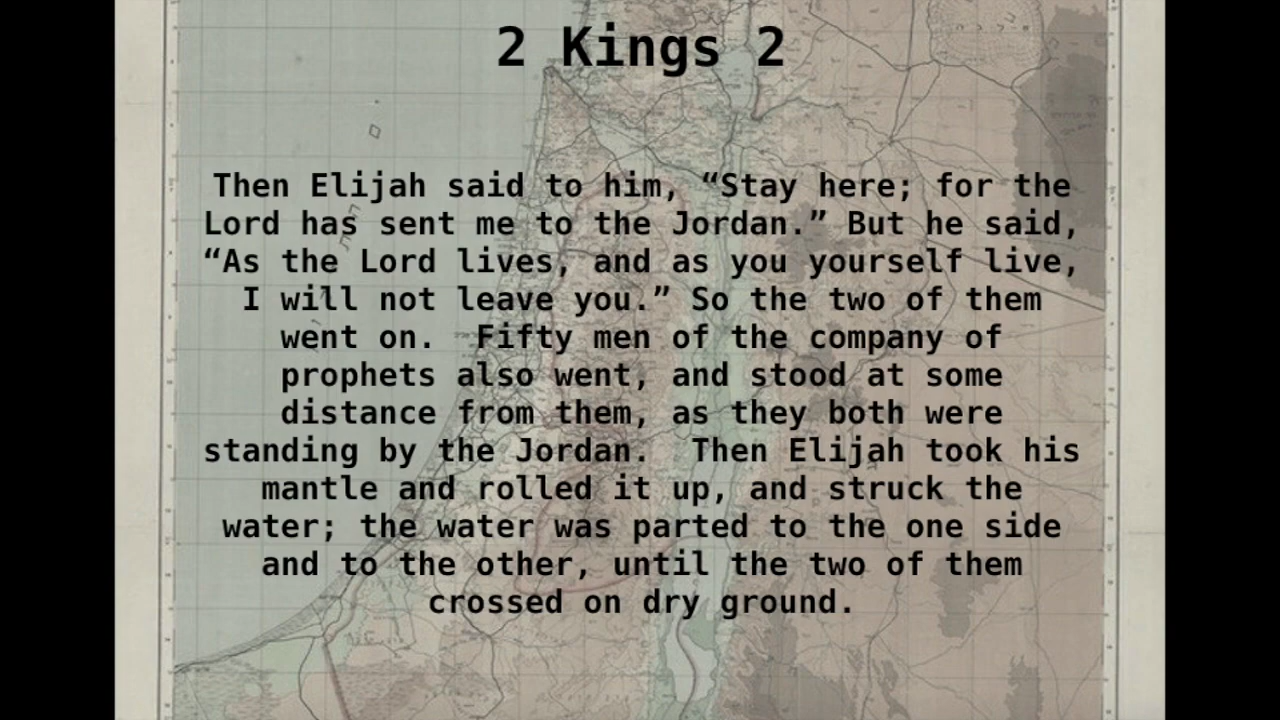 2 Kings 2
Then Elijah said to him, “Stay here; for the
Lord has sent me to the Jordan.” But he said,
“As the Lord lives, and as you yourself live,
I will not leave you.” So the two of them
went on.  Fifty men of the company of
prophets also went, and stood at some
distance from them, as they both were
standing by the Jordan.  Then Elijah took his
mantle and rolled it up, and struck the
water; the water was parted to the one side
and to the other, until the two of them
crossed on dry ground.